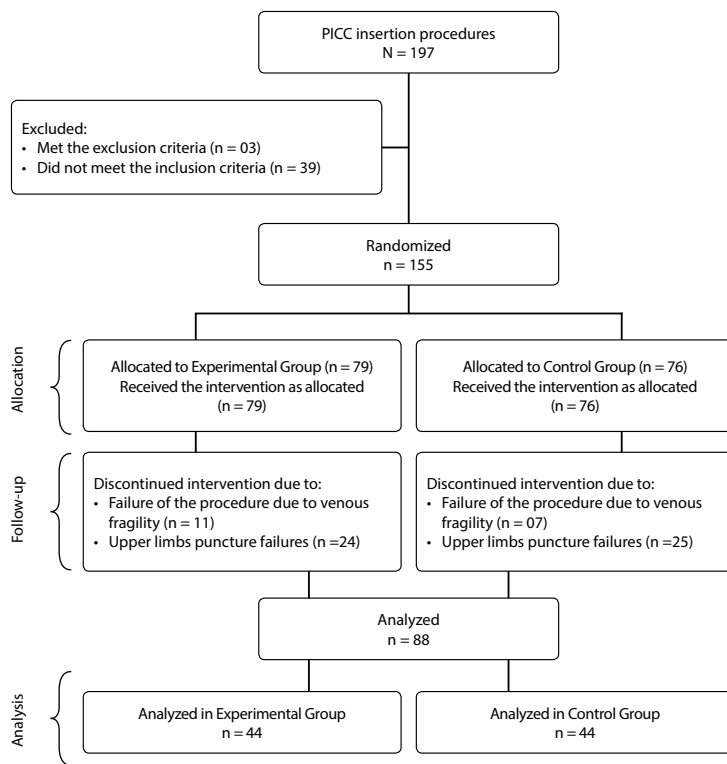 PICC insertion procedures
N = 197
Excluded:
• Met the exclusion criteria (n = 03)
• Did not meet the inclusion criteria (n = 39)
Randomized
n = 155
Allocation
Allocated to Experimental Group (n = 79)
Received the intervention as allocated
(n = 79)
Allocated to Control Group (n = 76)
Received the intervention as allocated
(n = 76)
Follow-up
Discontinued intervention due to:
• Failure of the procedure due to venous
fragility (n = 11)
• Upper limbs puncture failures (n =24)
Discontinued intervention due to:
• Failure of the procedure due to venous
fragility (n = 07)
• Upper limbs puncture failures (n =25)
Analyzed
n = 88
Analysis
Analyzed in Experimental Group
n = 44
Analyzed in Control Group
n = 44